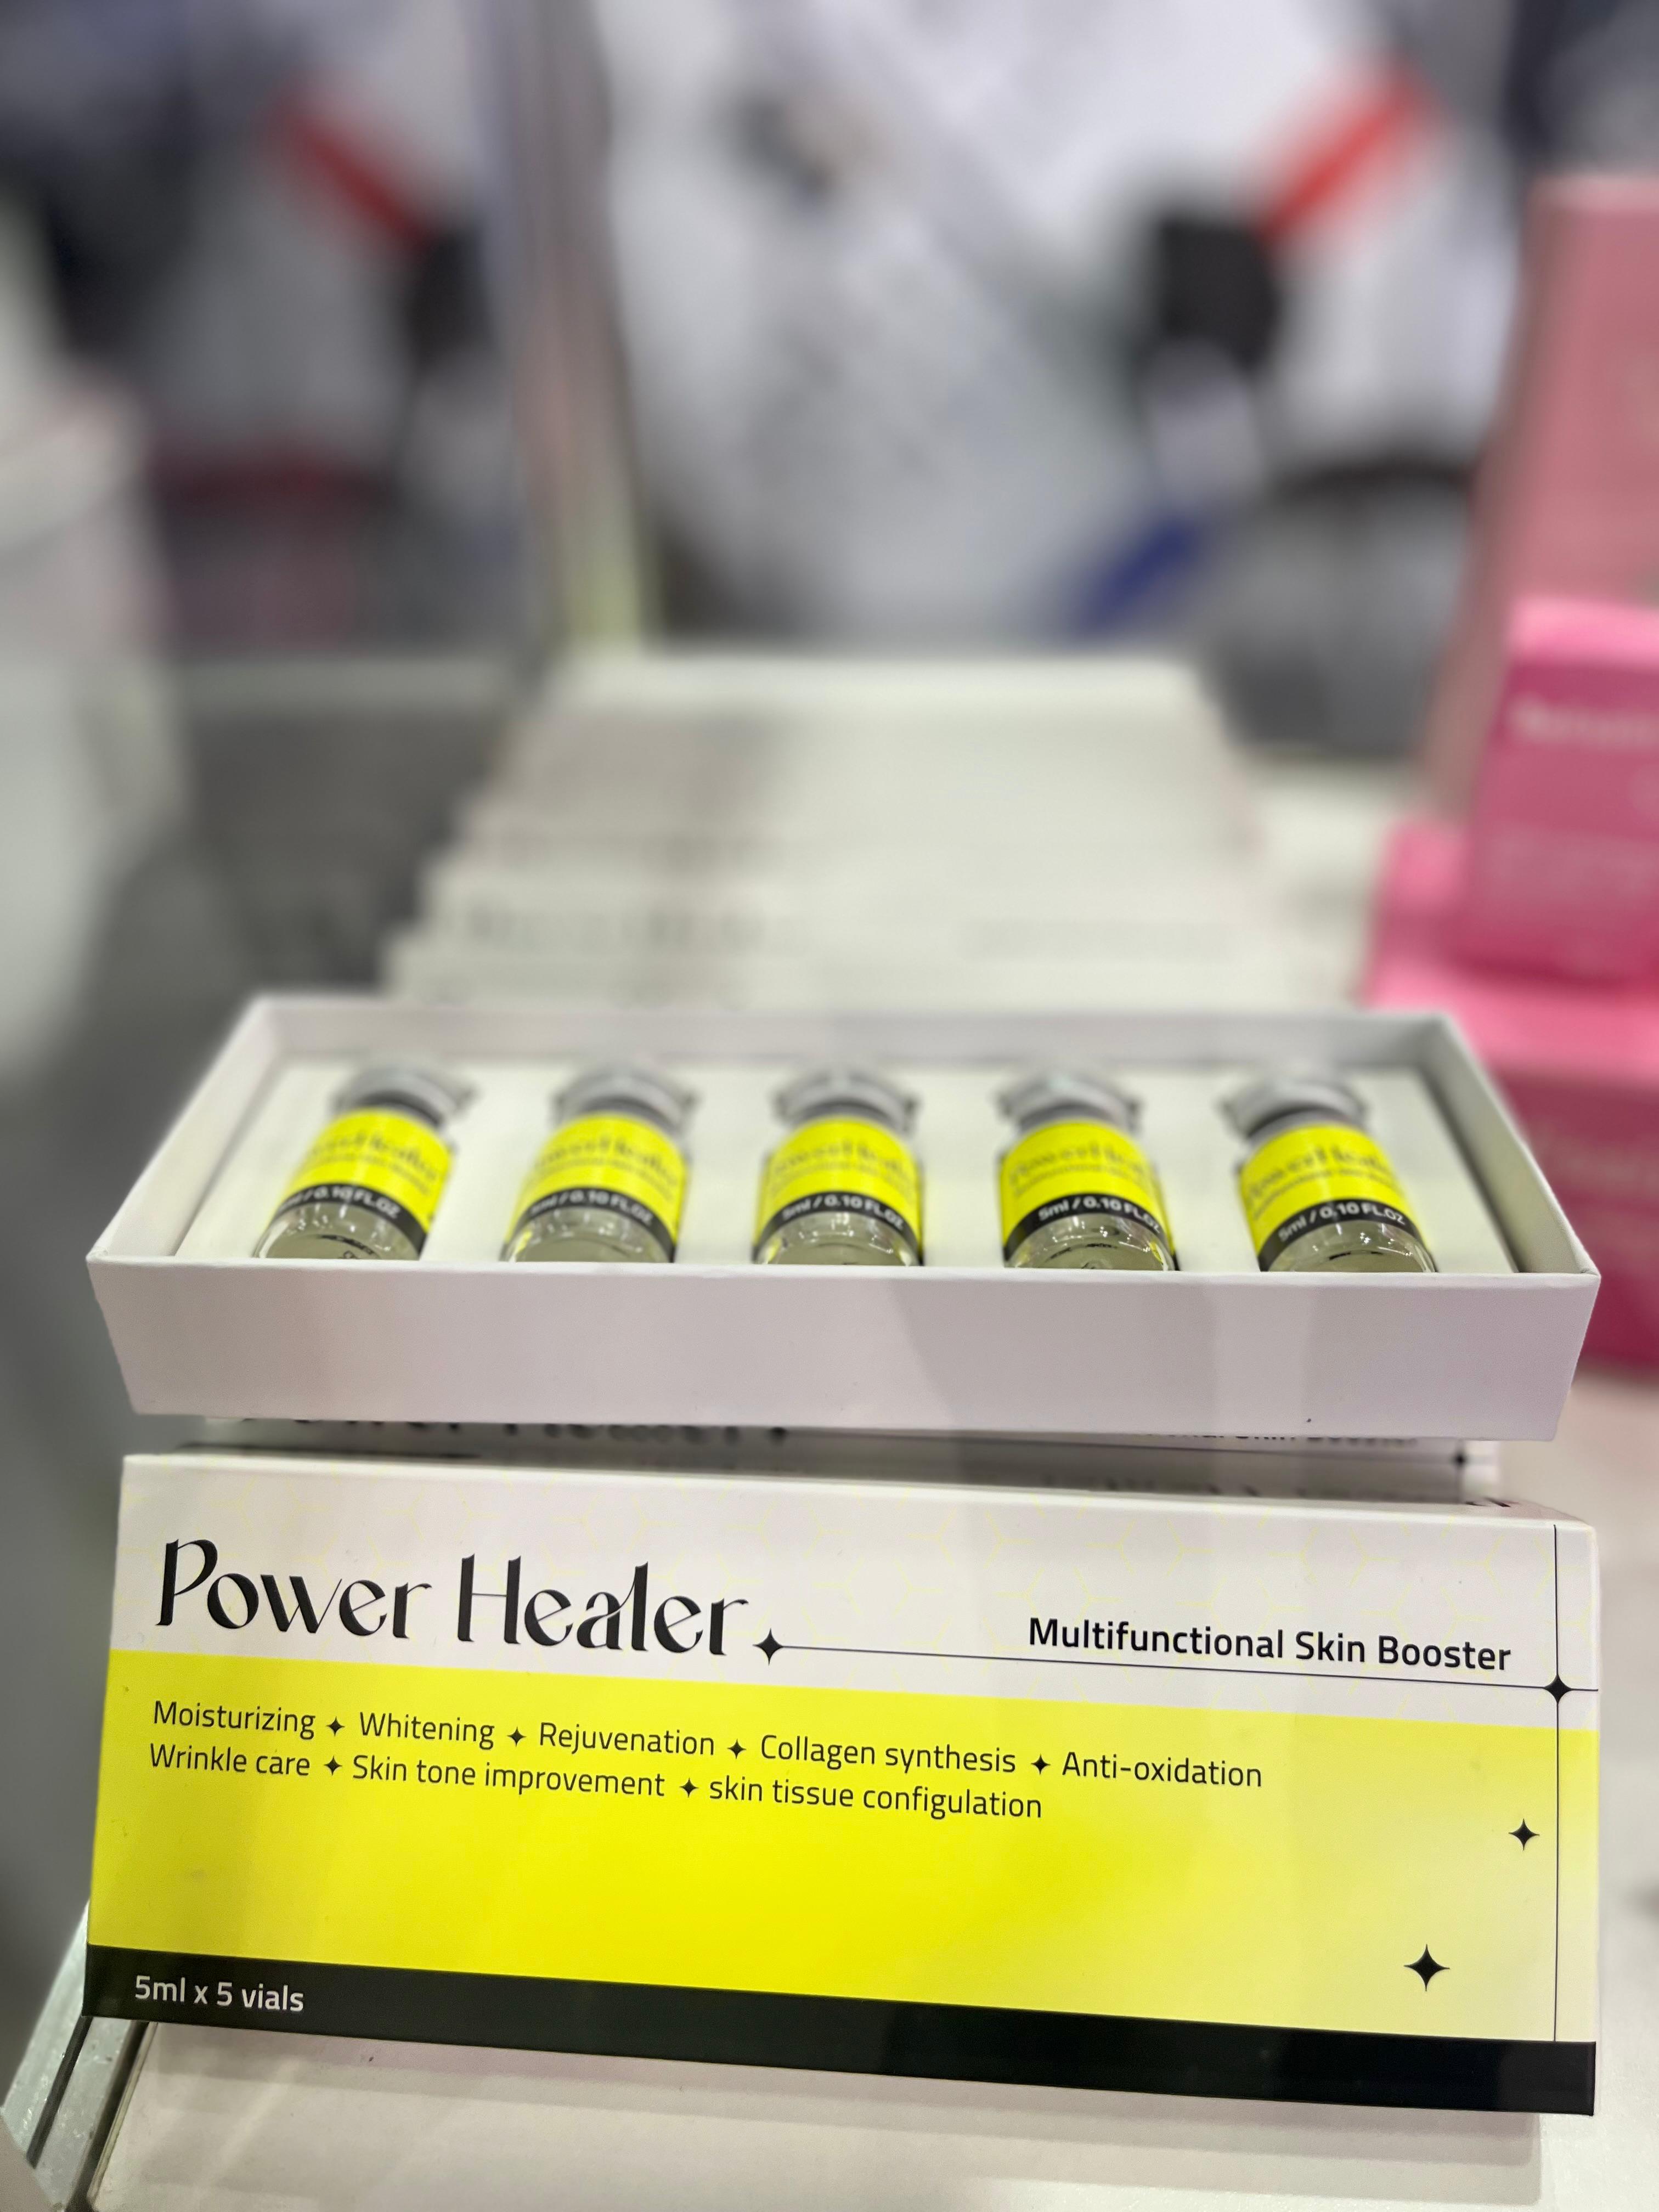 5ml / 0.10 FL.OZ
5ml / 0.10 FL.OZ
5ml / 0.10 FL.OZ
Power Healer
Multifunctional Skin Booster
Moisturizing ✦ Whitening ✦ Rejuvenation ✦ Collagen synthesis ✦ Anti-oxidation
Wrinkle care ✦ Skin tone improvement ✦ skin tissue configulation
5ml x 5 vials